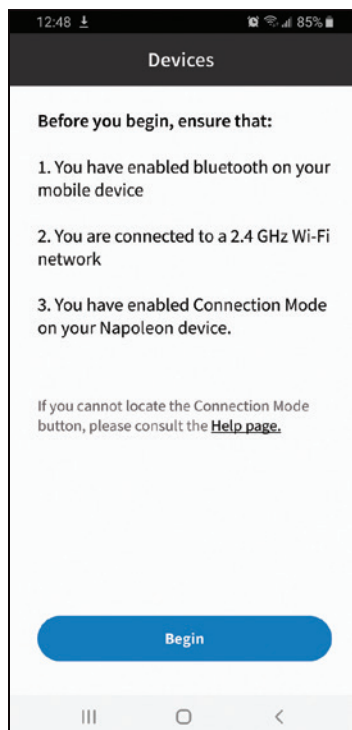 12:48
85%
Devices
Before you begin, ensure that:
1. You have enabled bluetooth on your
mobile device
2. You are connected to a 2.4 GHz Wi-Fi
network
3. You have enabled Connection Mode
on your Napoleon device.
If you cannot locate the Connection Mode
button, please consult the Help page.
Begin